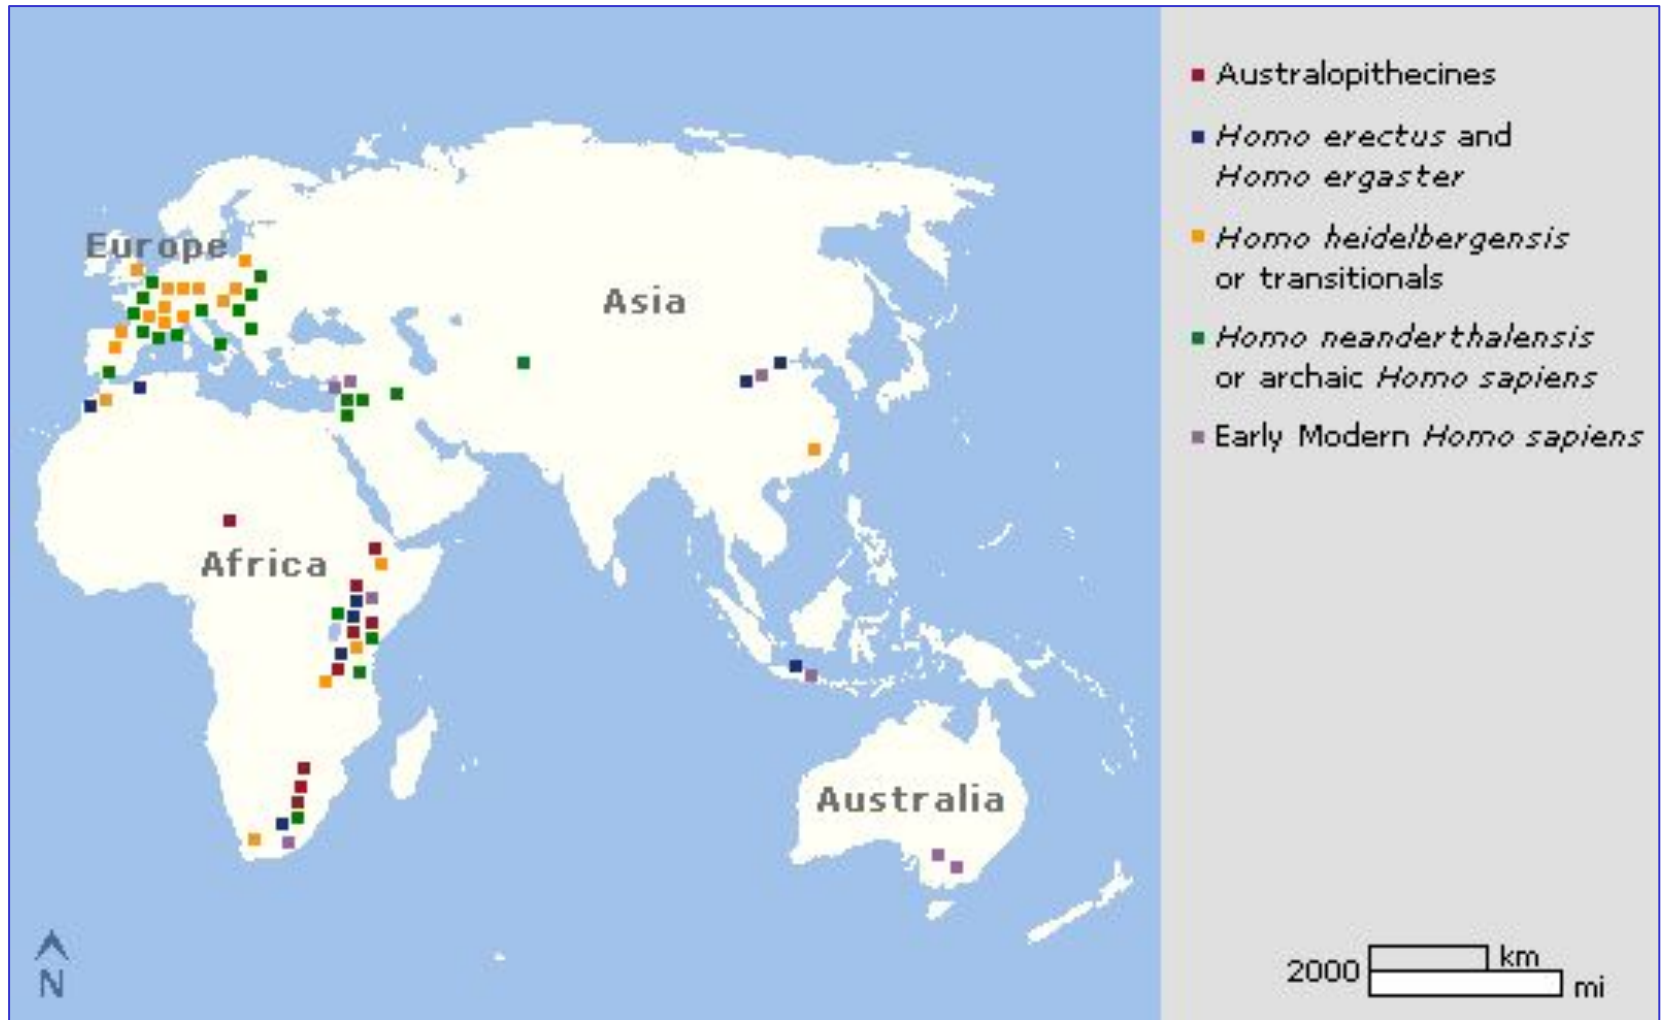 Europe
Asia
Africa
Australia
N
Australopithecines
Homo erectus and
Homo ergaster
Homo heidelbergensis
or transitionals
Homo neanderthalensis
or archaic Homo sapiens
Early Modern Homo sapiens
2000 km
mi